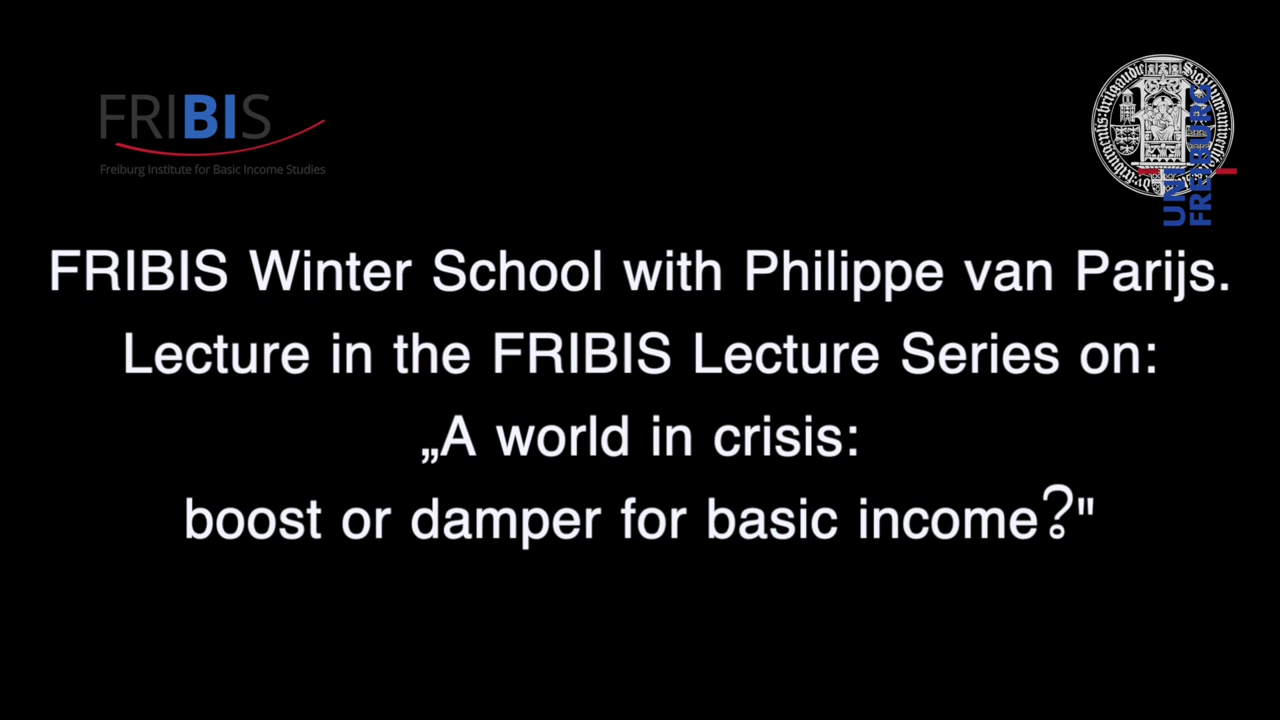 FRIBIS
Freiburg Institute for Basic Income Studies
UNI
FREIBURG
FRIBIS Winter School with Philippe van Parijs.
Lecture in the FRIBIS Lecture Series on:
„A world in crisis:
boost or damper for basic income?"